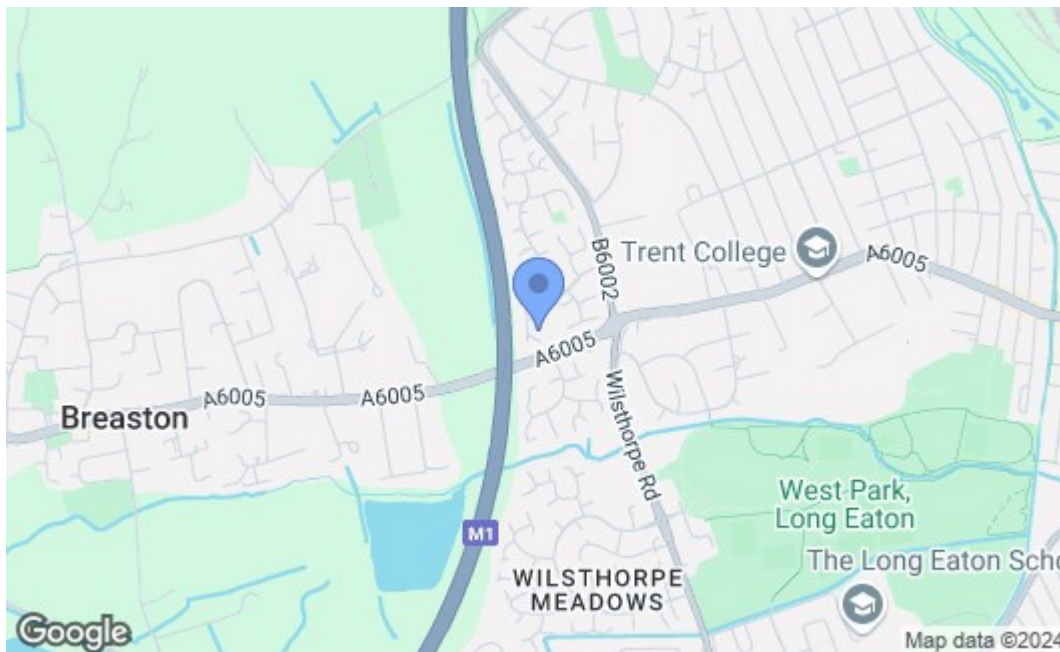 B6002
Trent College
A6005
A6005
A6005
A6005
Breaston
Wilsthorpe Rd
West Park,
Long Eaton
M1
The Long Eaton Scho
WILSTHORPE
MEADOWS
Google
Map data ©2024